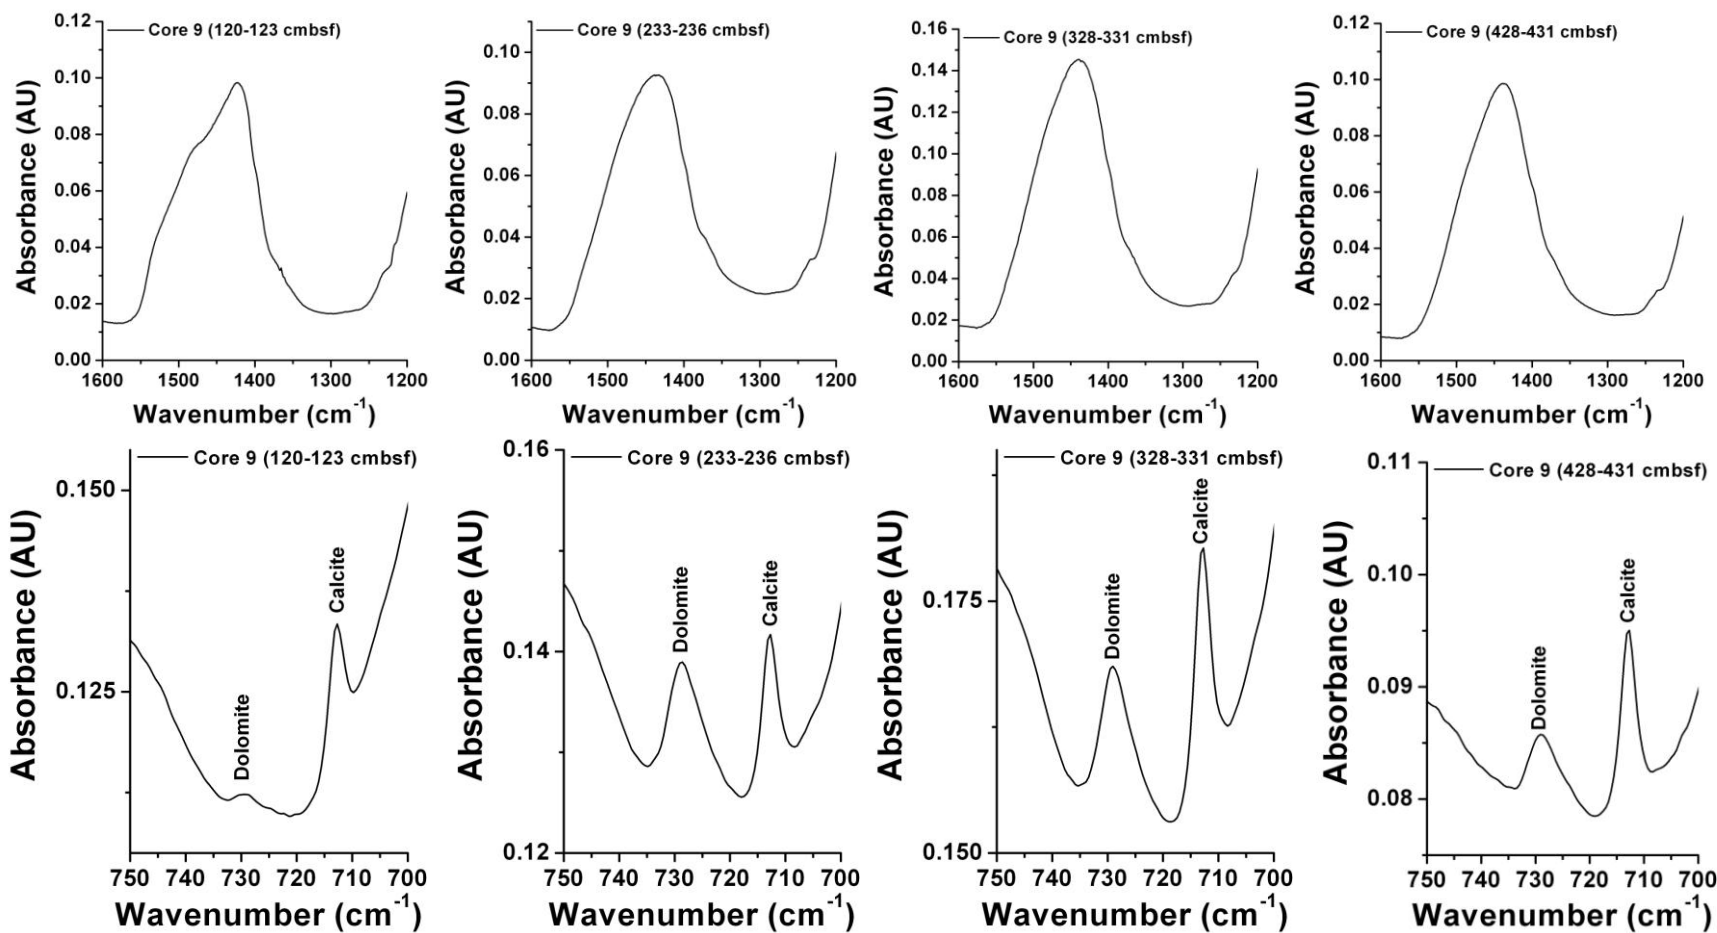 Core 9 (120-123 cmbsf)
0.12
0.10
0.08
0.06
0.04
0.02
0.00
1600 1500 1400 1300 1200
Absorbance (AU)
Wavenumber (cm-1)
Core 9 (233-236 cmbsf)
0.10
0.08
0.06
0.04
0.02
0.00
1600 1500 1400 1300 1200
Absorbance (AU)
Wavenumber (cm-1)
Core 9 (328-331 cmbsf)
0.16
0.14
0.12
0.10
0.08
0.06
0.04
0.02
0.00
1600 1500 1400 1300 1200
Absorbance (AU)
Wavenumber (cm-1)
Core 9 (428-431 cmbsf)
0.12
0.10
0.08
0.06
0.04
0.02
0.00
1600 1500 1400 1300 1200
Absorbance (AU)
Wavenumber (cm-1)
Core 9 (120-123 cmbsf)
0.150
0.125
750 740 730 720 710 700
Dolomite
Calcite
Absorbance (AU)
Wavenumber (cm-1)
Core 9 (233-236 cmbsf)
0.16
0.14
0.12
750 740 730 720 710 700
Dolomite
Calcite
Absorbance (AU)
Wavenumber (cm-1)
Core 9 (328-331 cmbsf)
0.175
0.150
750 740 730 720 710 700
Dolomite
Calcite
Absorbance (AU)
Wavenumber (cm-1)
Core 9 (428-431 cmbsf)
0.11
0.10
0.09
0.08
750 740 730 720 710 700
Dolomite
Calcite
Absorbance (AU)
Wavenumber (cm-1)